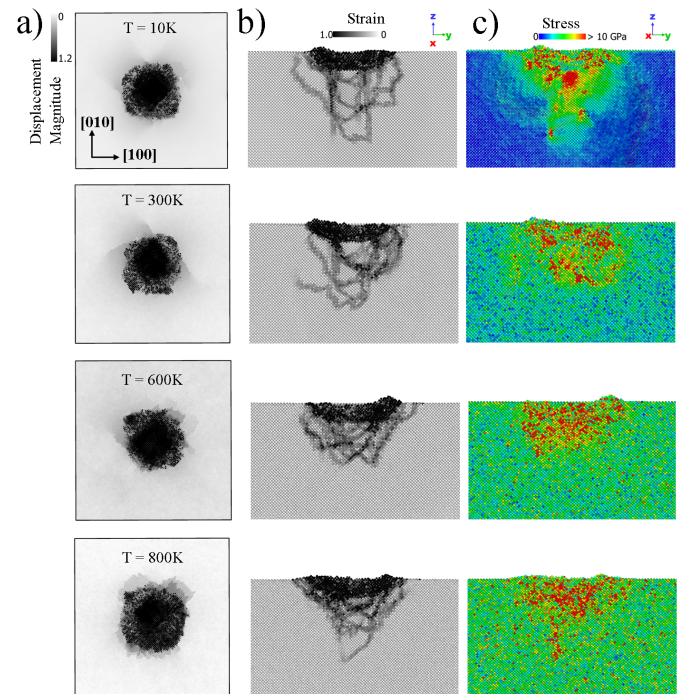 a)
0
1.2
Displacement
Magnitude
T = 10K
[010]
[100]
b)
Strain
1.0
0
z
y
x
c)
Stress
0
> 10 GPa
z
y
x
T = 300K
T = 600K
T = 800K